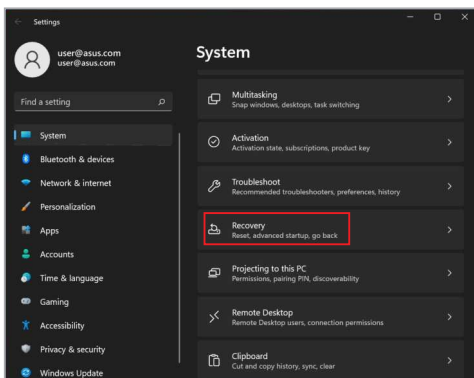 Settings
user@asus.com
user@asus.com
Find a setting
System
Bluetooth & devices
Network & internet
Personalization
Apps
Accounts
Time & language
Gaming
Accessibility
Privacy & security
Windows Update
System
Multitasking
Snap windows, desktops, task switching
Activation
Activation state, subscriptions, product key
Troubleshoot
Recommended troubleshooters, preferences, history
Recovery
Reset, advanced startup, go back
Projecting to this PC
Permissions, pairing PIN, discoverability
Remote Desktop
Remote Desktop users, connection permissions
Clipboard
Cut and copy history, sync, clear